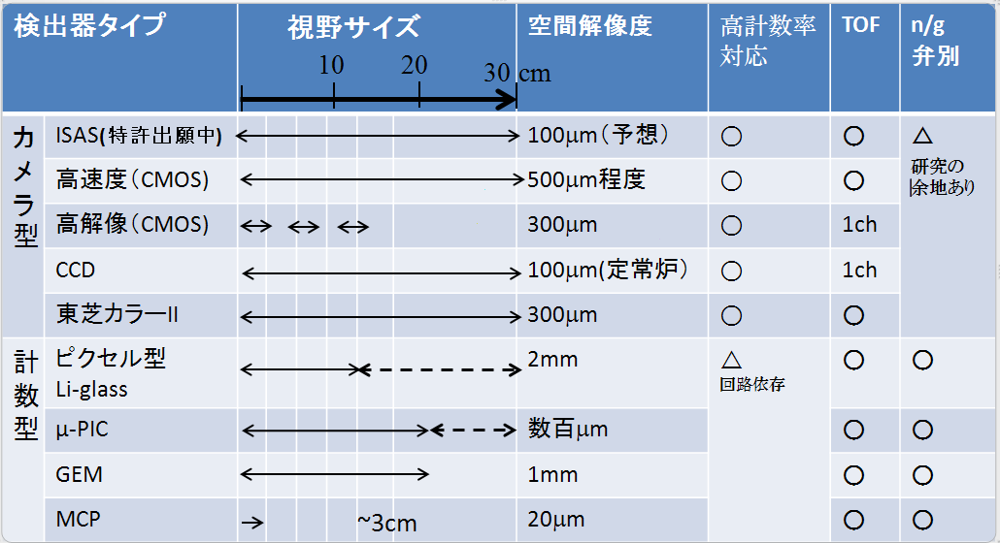 検出器タイプ 視野サイズ 空間解像度 高計数率 TOF n/g
対応 弁別
10 20 30 cm
カメラ型
ISAS(特許出願中) 100μm(予想) 〇 〇 △
研究の
余地あり
高速度(CMOS) 500μm程度 〇 〇
高解像(CMOS) 300μm 〇 1ch
CCD 100μm(定常炉) 〇 1ch
東芝カラーII 300μm 〇 〇
計数型
ピクセル型 2mm △ 〇 〇
Li-glass 回路依存
μ-PIC 数百μm 〇 〇
GEM 1mm 〇 〇
MCP ~3cm 20μm 〇 〇